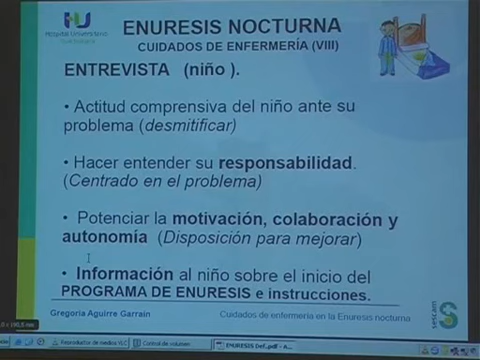 ENURESIS NOCTURNA
Hospital Universitario
CUIDADOS DE ENFERMERÍA (VIII)
ENTREVISTA (niño ).
• Actitud comprensiva del niño ante su
problema (desmitificar)
• Hacer entender su responsabilidad.
(Centrado en el problema)
• Potenciar la motivación, colaboración y
autonomía (Disposición para mejorar)
• Información al niño sobre el inicio del
PROGRAMA DE ENURESIS e instrucciones.
Gregoria Aguirre Garraín
Cuidados de enfermería en la Enuresis nocturna
sescam
Reproductor de medios VLC
Control de volumen
ENURESIS Def.pdf - A...